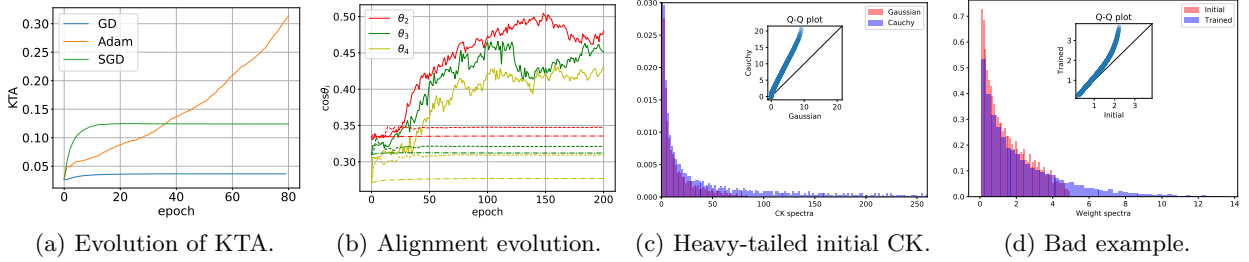 0.30
0.25
0.20
0.15
0.10
0.05
KTA
GD
Adam
SGD
0 20 40 60 80
epoch
(a) Evolution of KTA.
0.50
0.45
0.40
0.35
0.30
cosθᵢ
θ₂
θ₃
θ₄
0 50 100 150 200
epoch
(b) Alignment evolution.
0.030
0.025
0.020
0.015
0.010
0.005
0.000
Gaussian
Cauchy
Q-Q plot
20
10
0
Cauchy
0 10 20
Gaussian
0 50 100 150 200 250
CK spectra
(c) Heavy-tailed initial CK.
0.7
0.6
0.5
0.4
0.3
0.2
0.1
0.0
Initial
Trained
Q-Q plot
3
2
1
Trained
1 2 3
Initial
0 2 4 6 8 10 12 14
Weight spectra
(d) Bad example.